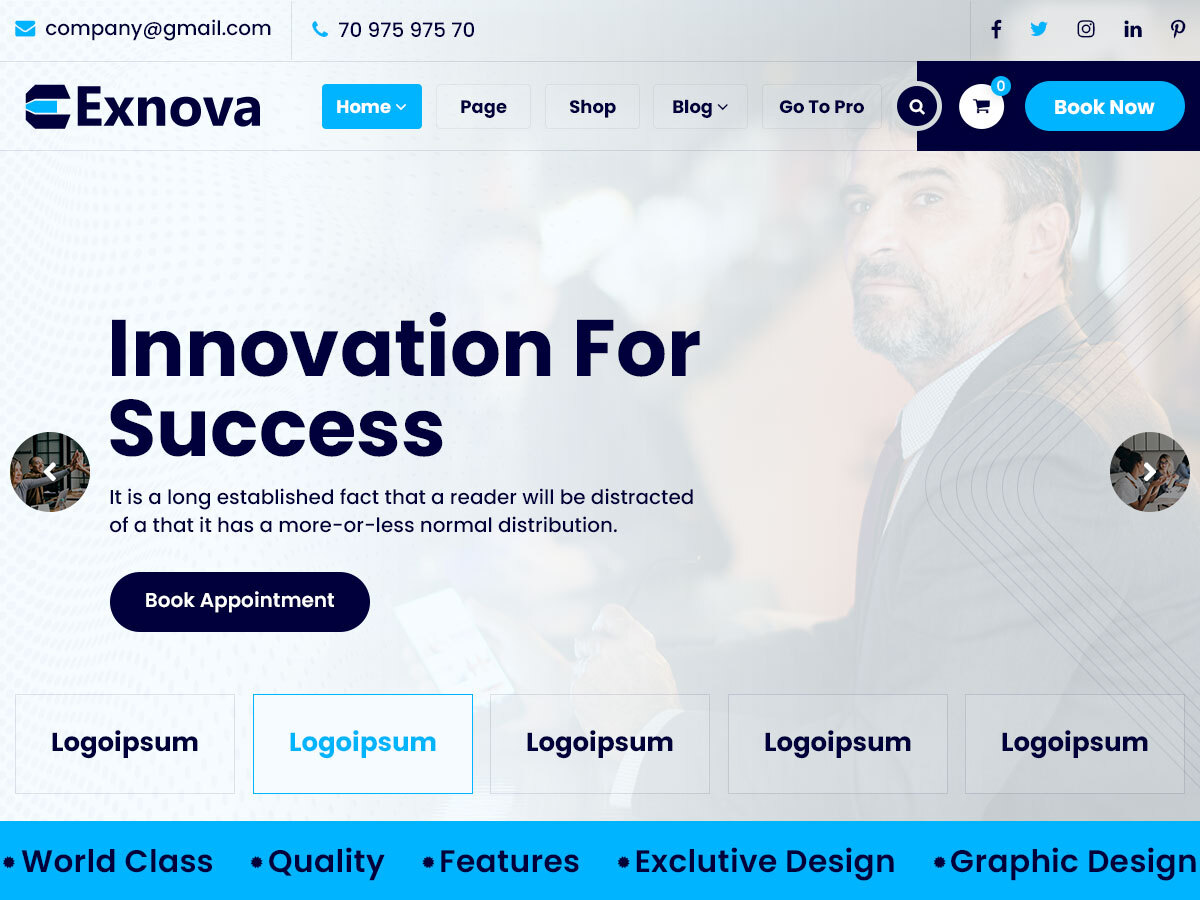 company@gmail.com
70 975 975 70
Exnova
Home
Page
Shop
Blog
Go To Pro
0
Book Now
Innovation For
Success
It is a long established fact that a reader will be distracted
of a that it has a more-or-less normal distribution.
Book Appointment
Logoipsum
Logoipsum
Logoipsum
Logoipsum
Logoipsum
World Class
Quality
Features
Exclutive Design
Graphic Design